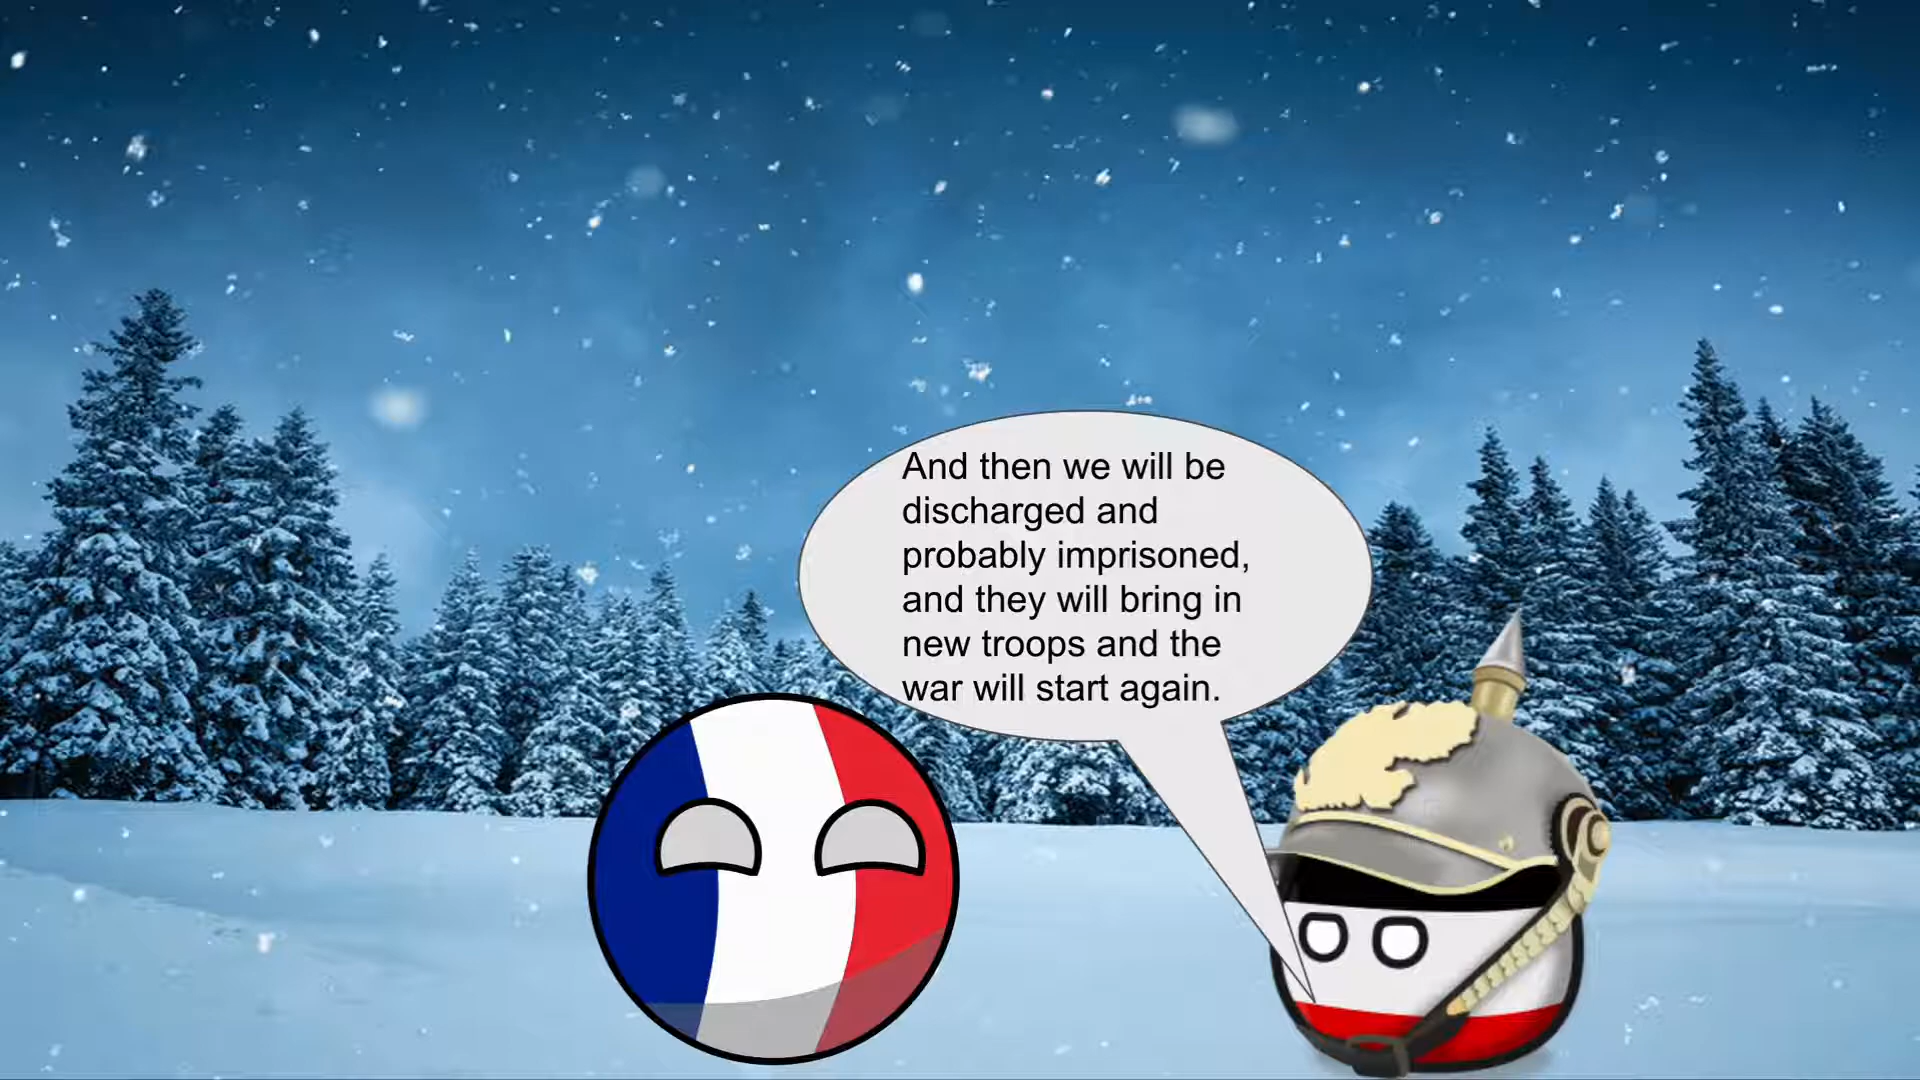 And then we will be
discharged and
probably imprisoned,
and they will bring in
new troops and the
war will start again.